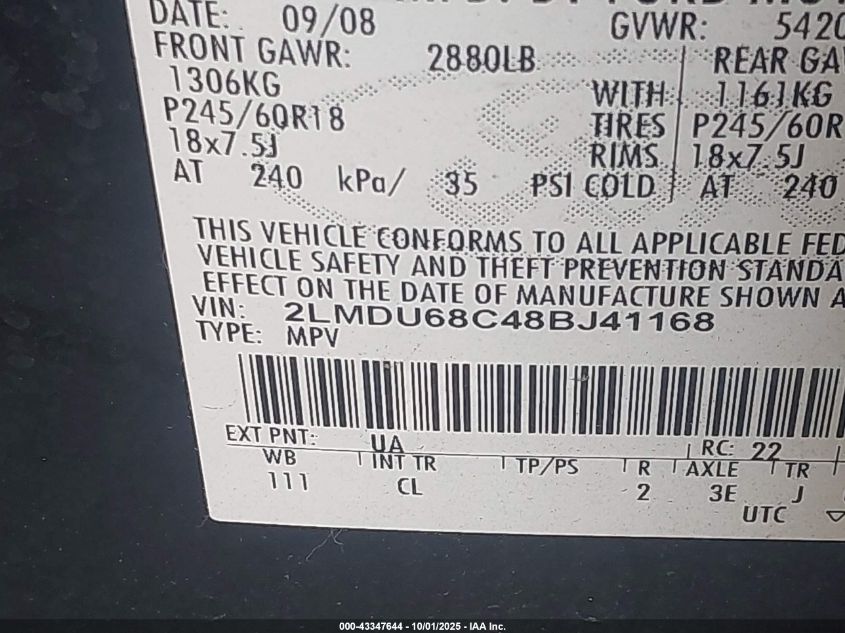 DATE: 09/08 GVWR: 5420
FRONT GAWR: 2880LB REAR GA
1306KG WITH 1161KG
P245/60R18 TIRES P245/60R
18x7.5J RIMS 18x7.5J
AT 240 kPa/ 35 PSI COLD AT 240
THIS VEHICLE CONFORMS TO ALL APPLICABLE FED
VEHICLE SAFETY AND THEFT PREVENTION STANDA
EFFECT ON THE DATE OF MANUFACTURE SHOWN A
VIN: 2LMDU68C48BJ41168
TYPE: MPV
EXT PNT: UA RC: 22
WB INT TR TP/PS R AXLE TR
111 CL 2 3E J
UTC
000-43347644 - 10/01/2025 - IAA Inc.